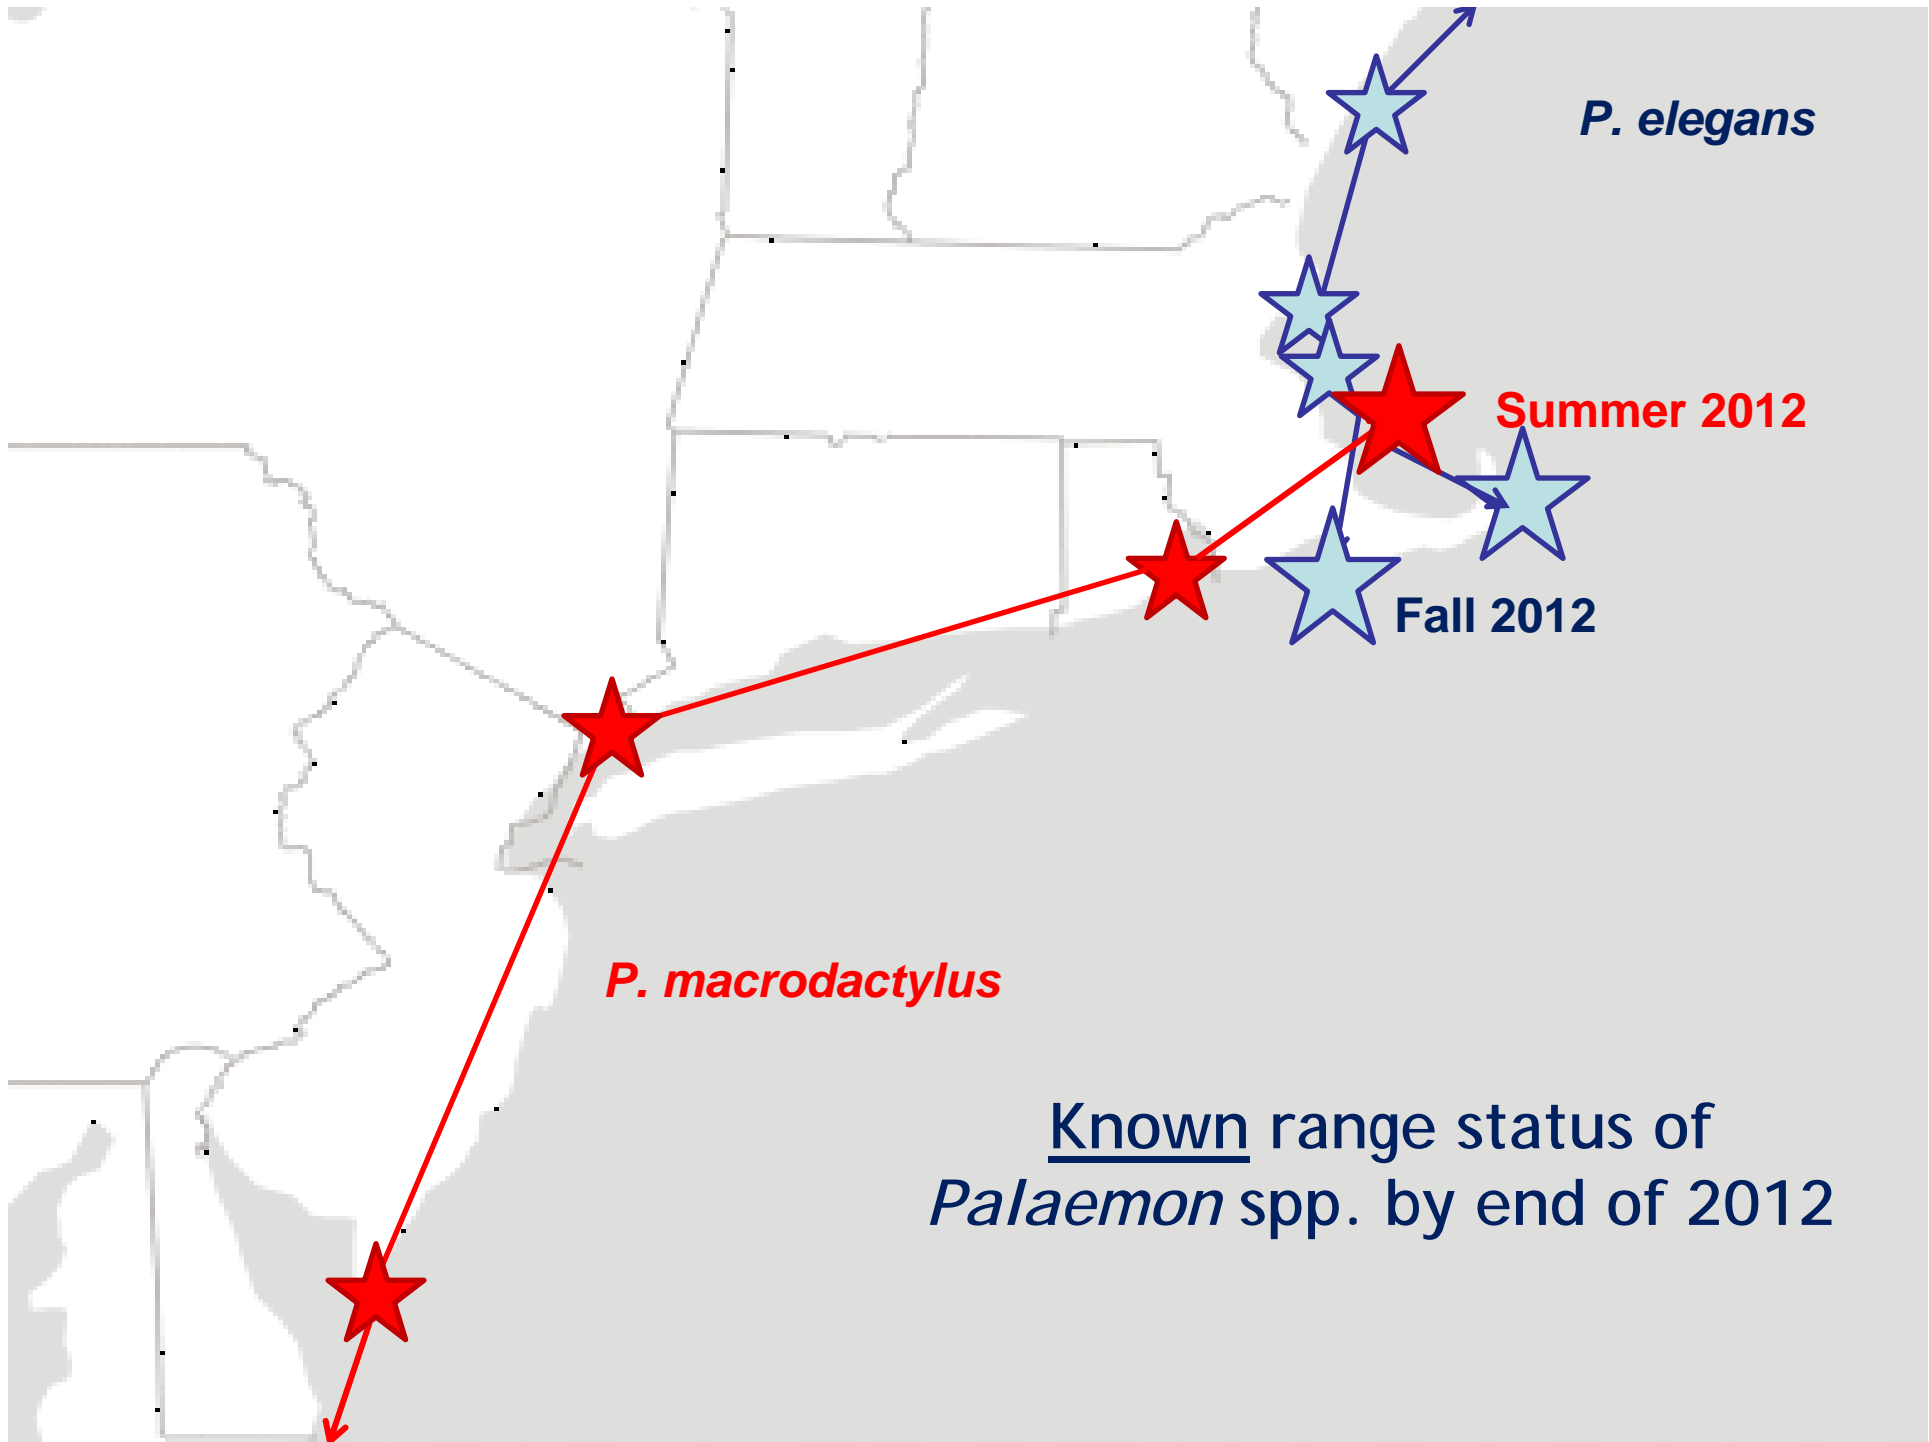 P. elegans
Summer 2012
Fall 2012
P. macrodactylus
Known range status of
Palaemon spp. by end of 2012